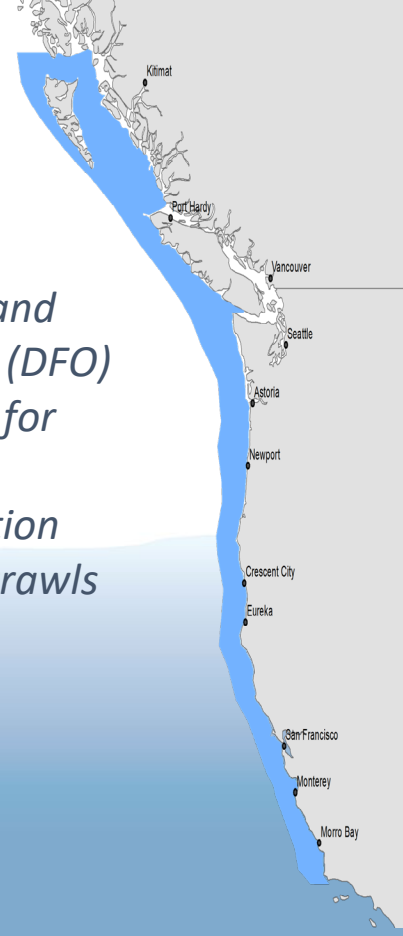 Kitimat
Port Hardy
Vancouver
and
(DFO)
Seattle
for
Astoria
Newport
tion
rawls
Crescent City
Eureka
San Francisco
Monterey
Morro Bay